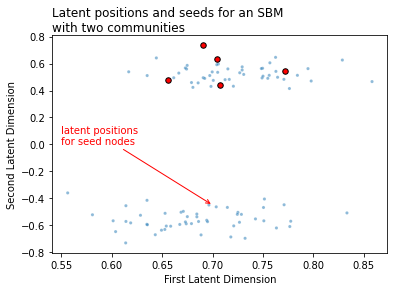 Latent positions and seeds for an SBM
with two communities
0.8
0.6
0.4
0.2
0.0
−0.2
−0.4
−0.6
−0.8
Second Latent Dimension
latent positions
for seed nodes
0.55
0.60
0.65
0.70
0.75
0.80
0.85
First Latent Dimension